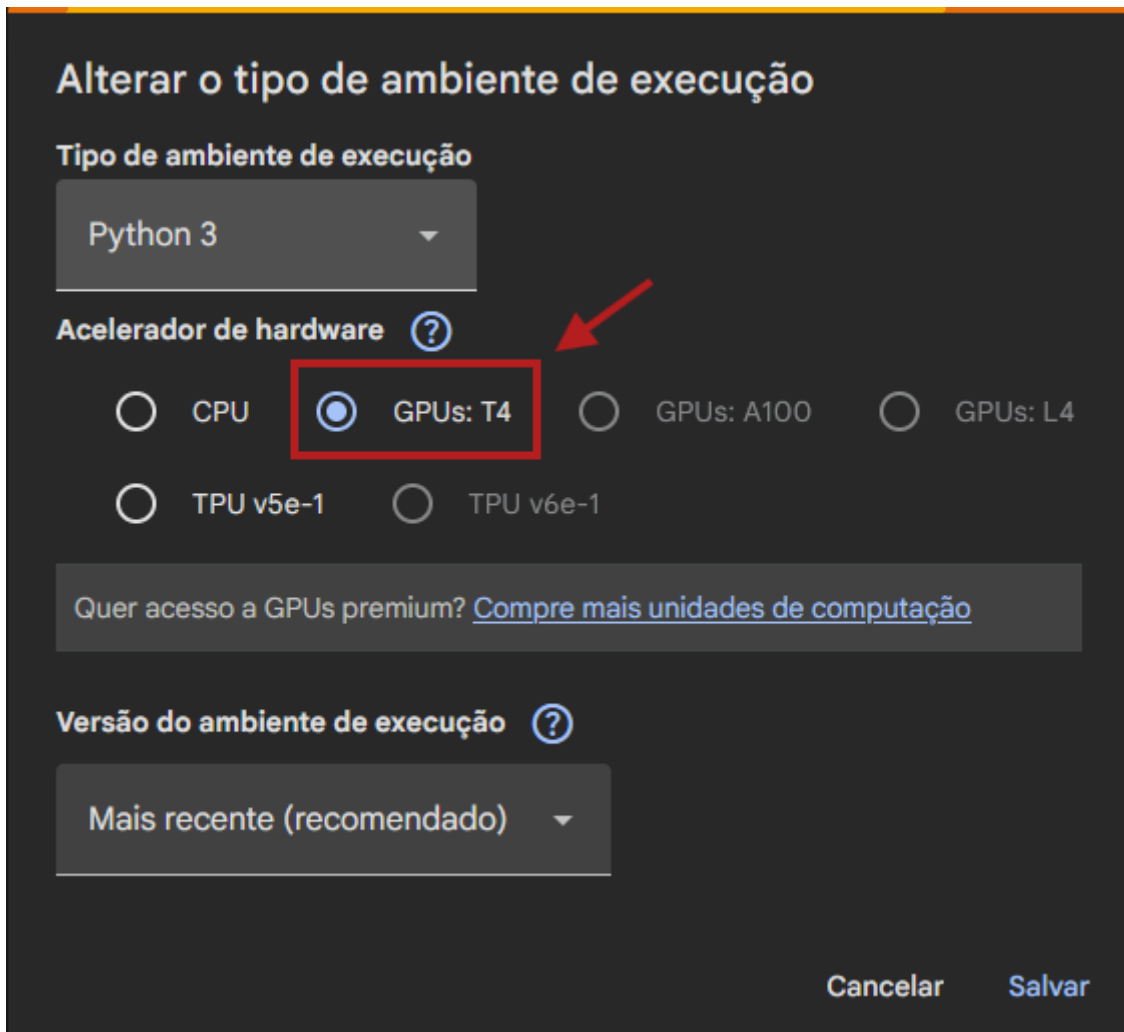 Alterar o tipo de ambiente de execução
Tipo de ambiente de execução
Python 3
Acelerador de hardware ?
CPU GPUs: T4 GPUs: A100 GPUs: L4
TPU v5e-1 TPU v6e-1
Quer acesso a GPUs premium? Compre mais unidades de computação
Versão do ambiente de execução ?
Mais recente (recomendado)
Cancelar Salvar